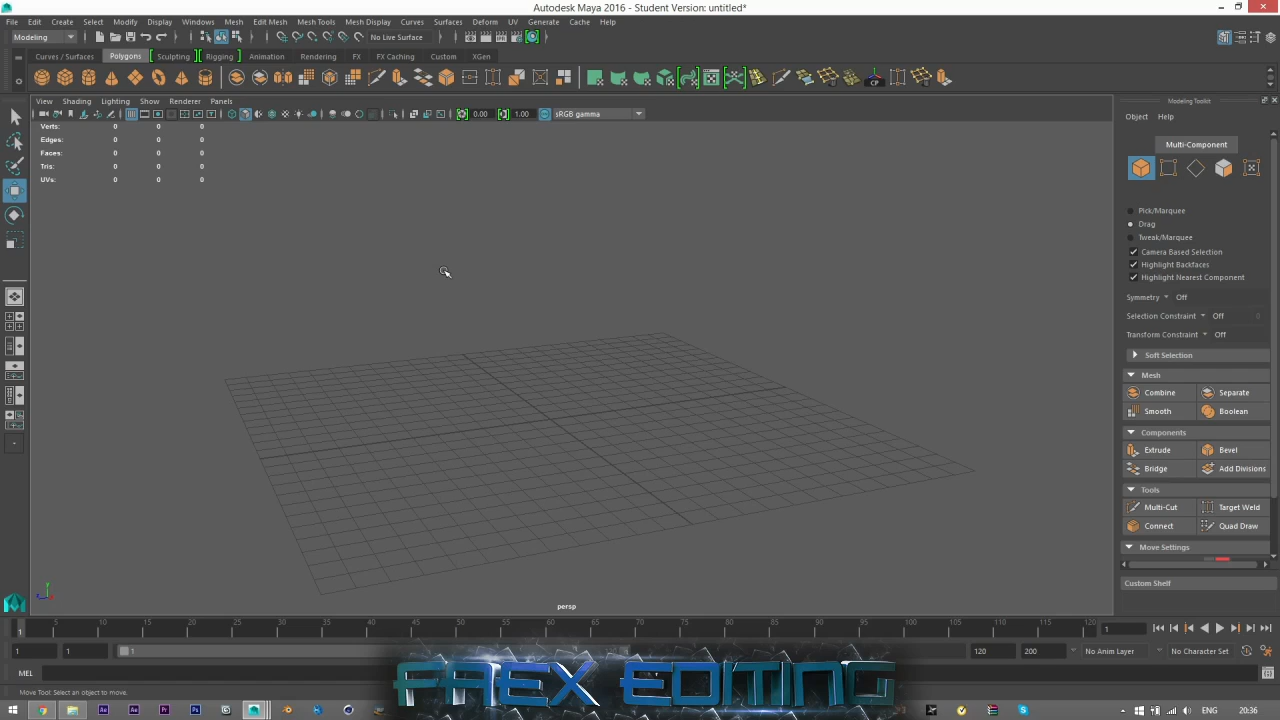 Autodesk Maya 2016 - Student Version: untitled*
File Edit Create Select Modify Display Windows Mesh Edit Mesh Mesh Tools Mesh Display Curves Surfaces Deform UV Generate Cache Help
Modeling No Live Surface
Curves / Surfaces Polygons Sculpting Rigging Animation Rendering FX FX Caching Custom XGen
CP
View Shading Lighting Show Renderer Panels
0.00 1.00 sRGB gamma
Verts: 0 0 0
Edges: 0 0 0
Faces: 0 0 0
Tris: 0 0 0
UVs: 0 0 0
persp
Modeling Toolkit
Object Help
Multi-Component
Pick/Marquee
Drag
Tweak/Marquee
Camera Based Selection
Highlight Backfaces
Highlight Nearest Component
Symmetry Off
Selection Constraint Off 0
Transform Constraint Off
Soft Selection
Mesh
Combine Separate
Smooth Boolean
Components
Extrude Bevel
Bridge Add Divisions
Tools
Multi-Cut Target Weld
Connect Quad Draw
Move Settings
Custom Shelf
1 5 10 15 20 25 30 35 40 45 50 55 60 65 70 75 80 85 90 95 100 105 110 115 120 1
1 1 1 120 200 No Anim Layer No Character Set
MEL
FAEX EDITING
Move Tool: Select an object to move.
Ae Ae Pr Ps ENG 20:36